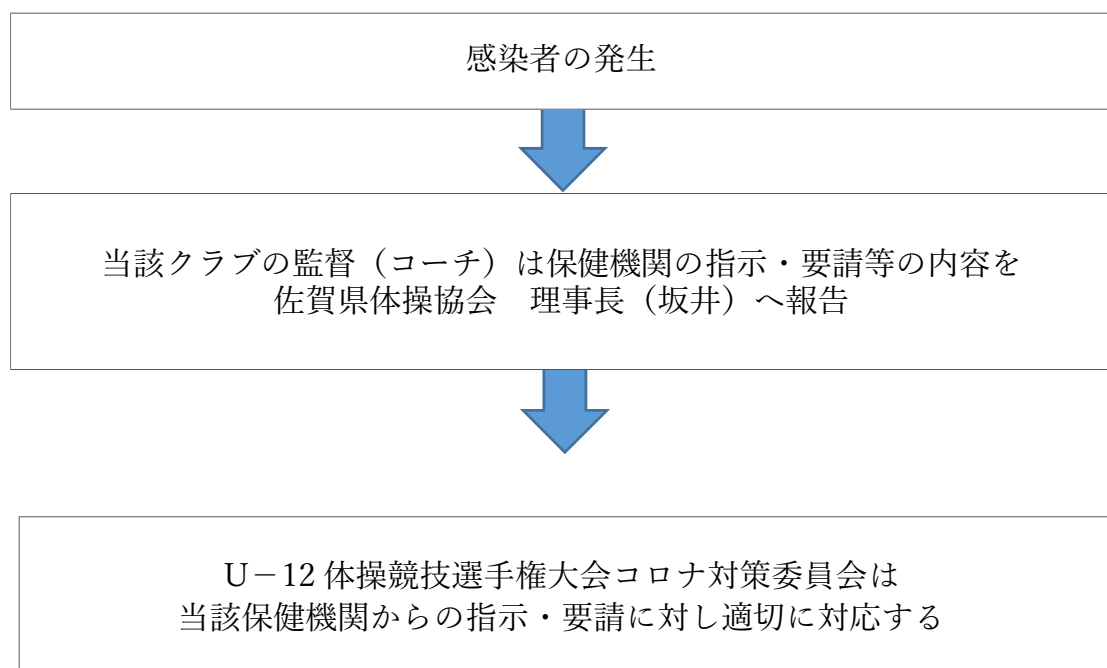 感染者の発生
当該クラブの監督（コーチ）は保健機関の指示・要請等の内容を
佐賀県体操協会　理事長（坂井）へ報告
U－12 体操競技選手権大会コロナ対策委員会は
当該保健機関からの指示・要請に対し適切に対応する